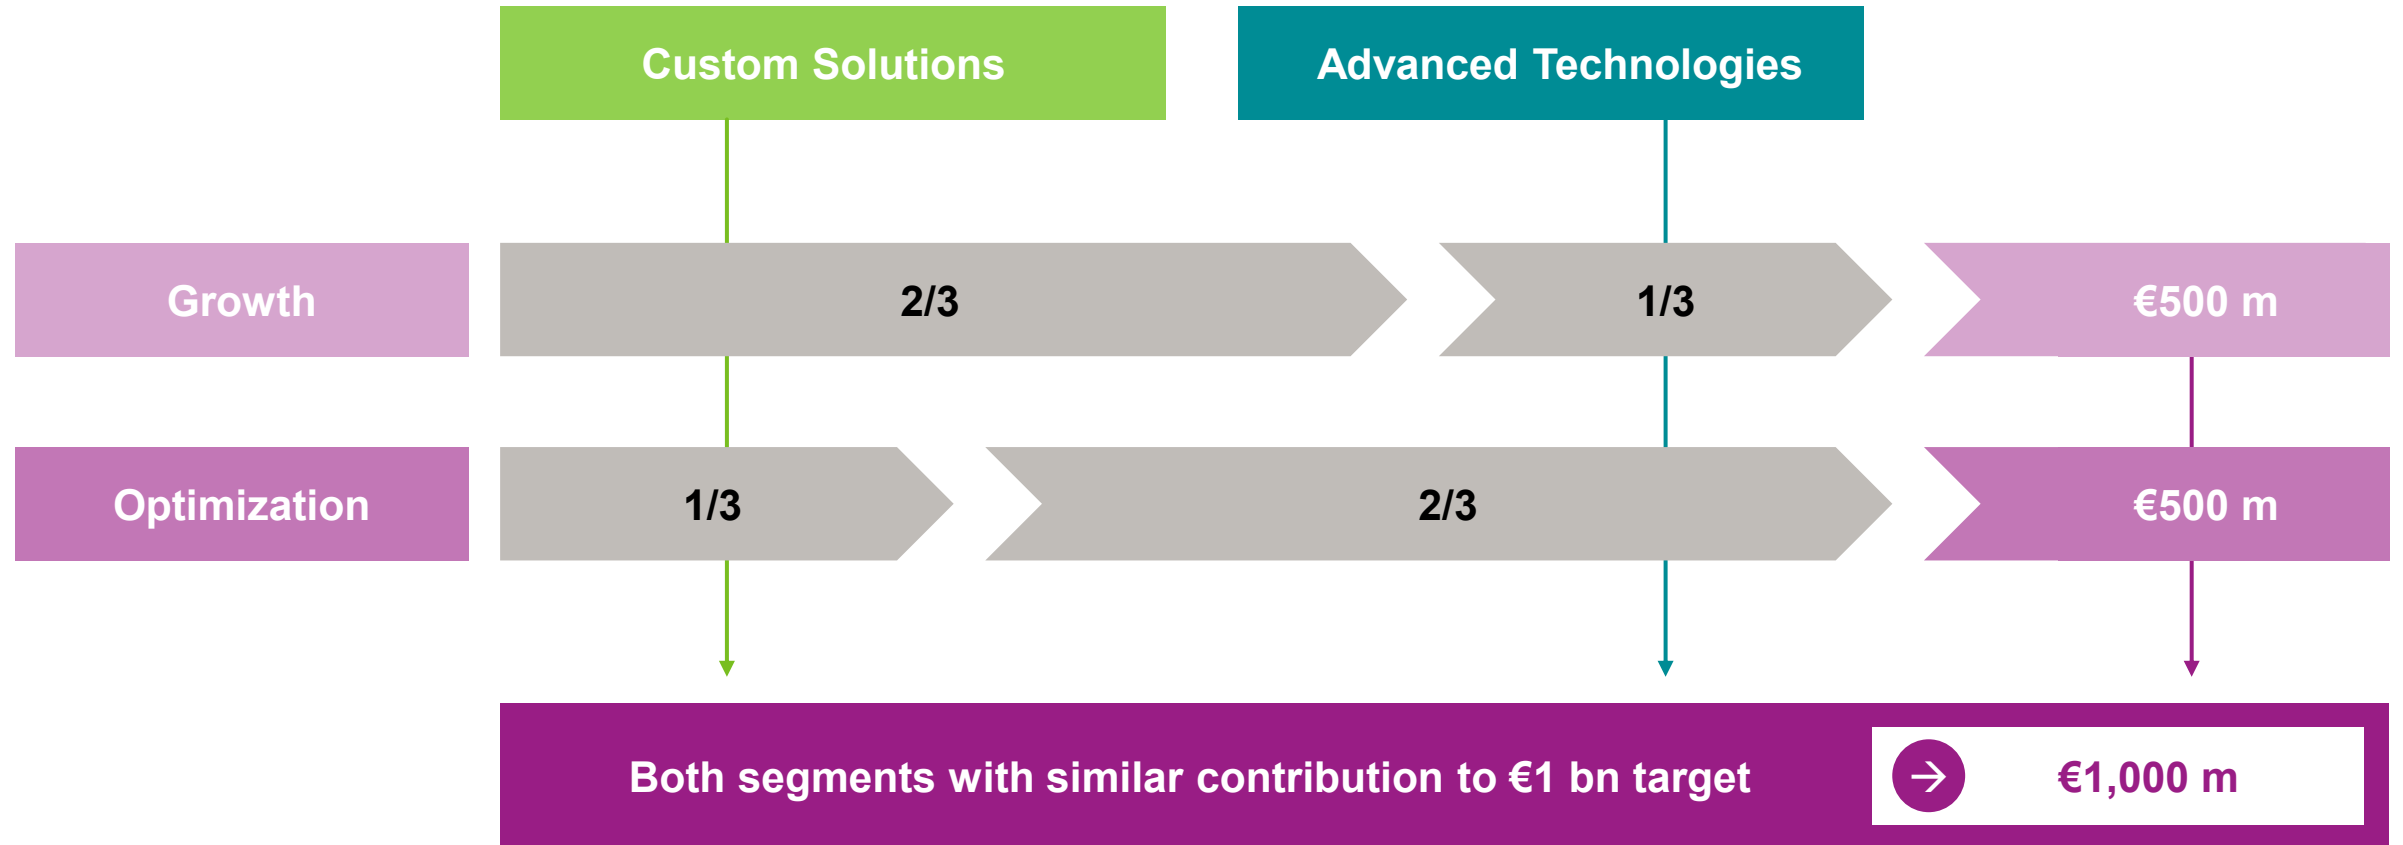 Custom Solutions
Advanced Technologies
Growth
2/3
1/3
€500 m
Optimization
1/3
2/3
€500 m
Both segments with similar contribution to €1 bn target
€1,000 m